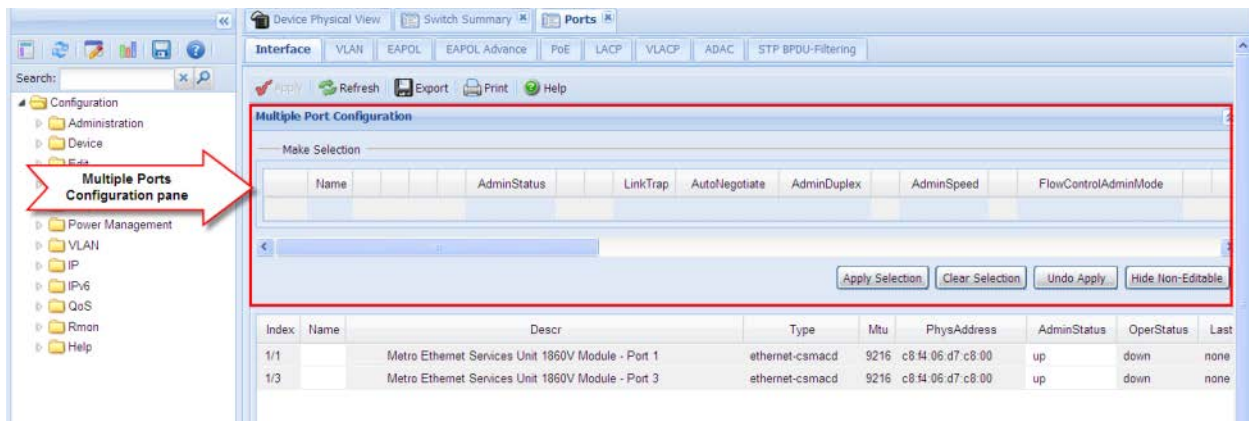 Device Physical View Switch Summary Ports
Interface VLAN EAPOL EAPOL Advance PoE LACP VLACP ADAC STP BPDU-Filtering
Search:
Apply Refresh Export Print Help
Configuration
Administration
Device
Edit
Multiple Ports
Configuration pane
Power Management
VLAN
IP
IPv6
QoS
Rmon
Help
Multiple Port Configuration
Make Selection
Name AdminStatus LinkTrap AutoNegotiate AdminDuplex AdminSpeed FlowControlAdminMode
Apply Selection Clear Selection Undo Apply Hide Non-Editable
Index Name Descr Type Mtu PhysAddress AdminStatus OperStatus Last
1/1 Metro Ethernet Services Unit 1860V Module - Port 1 ethernet-csmacd 9216 c8:f4:06:d7:c8:00 up down none
1/3 Metro Ethernet Services Unit 1860V Module - Port 3 ethernet-csmacd 9216 c8:f4:06:d7:c8:00 up down none